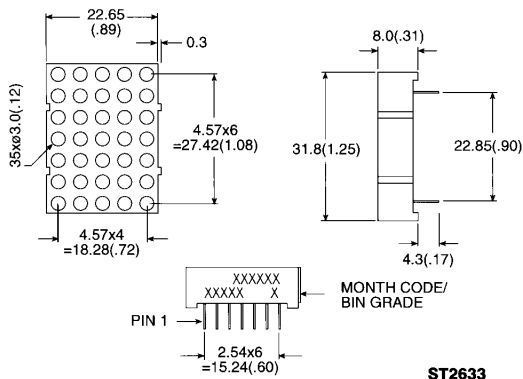 22.65
(.89)
0.3
8.0(.31)
35xø3.0(.12)
4.57x6
=27.42(1.08)
31.8(1.25)
22.85(.90)
4.57x4
=18.28(.72)
4.3(.17)
XXXXXX
XXXXX X
MONTH CODE/
BIN GRADE
PIN 1
2.54x6
=15.24(.60)
ST2633